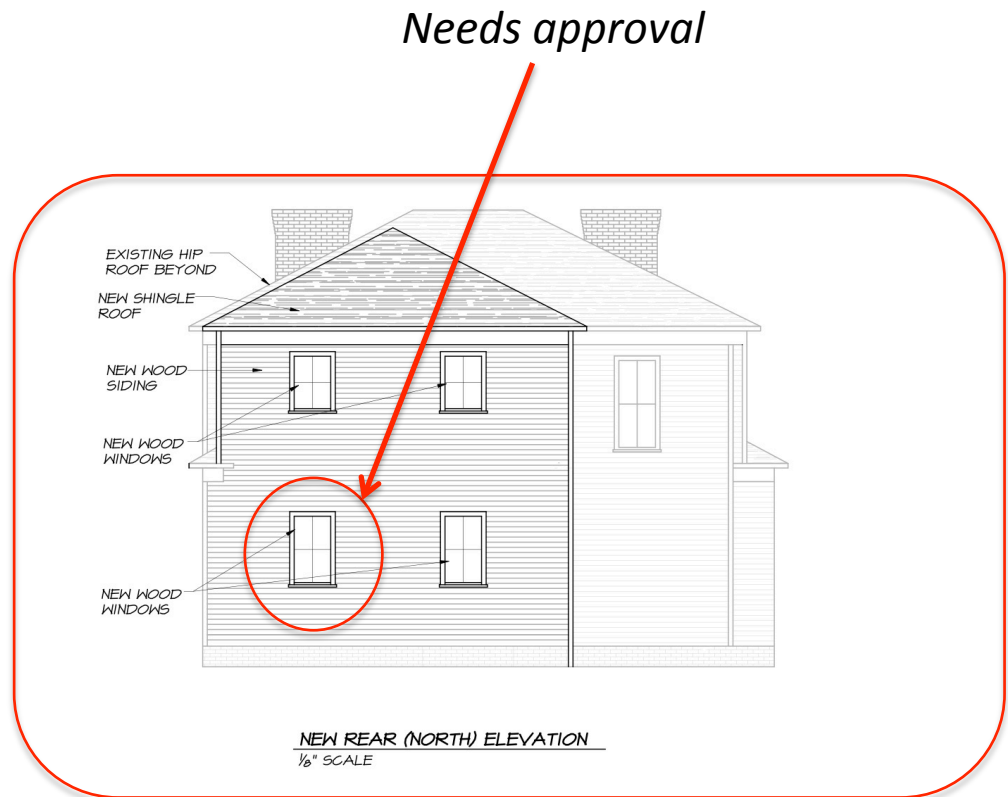 Needs approval
EXISTING HIP
ROOF BEYOND
NEW SHINGLE
ROOF
NEW WOOD
SIDING
NEW WOOD
WINDOWS
NEW WOOD
WINDOWS
NEW REAR (NORTH) ELEVATION
1/8" SCALE